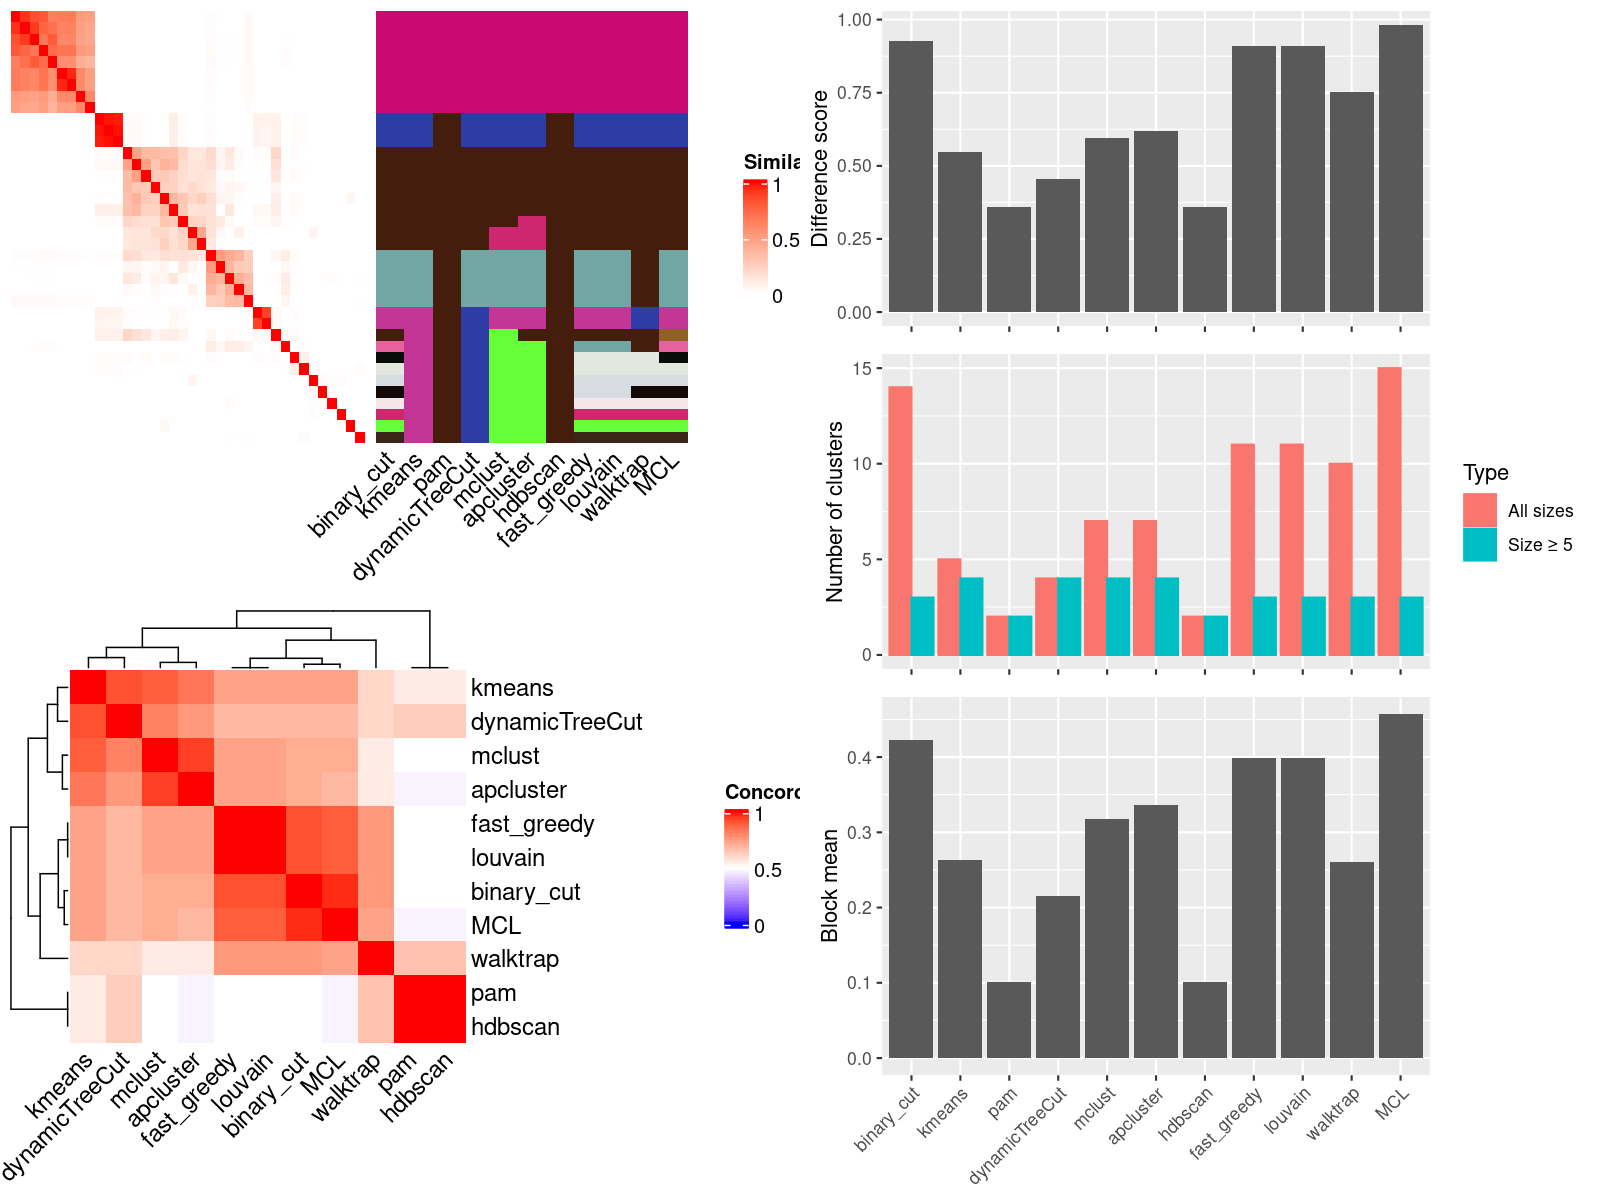 Simila
1
0.5
0
binary_cut
kmeans
pam
dynamicTreeCut
mclust
apcluster
hdbscan
fast_greedy
louvain
walktrap
MCL
kmeans
dynamicTreeCut
mclust
apcluster
fast_greedy
louvain
binary_cut
MCL
walktrap
pam
hdbscan
kmeans
dynamicTreeCut
mclust
apcluster
fast_greedy
louvain
binary_cut
MCL
walktrap
pam
hdbscan
Concord
1
0.5
0
Difference score
1.00
0.75
0.50
0.25
0.00
Number of clusters
15
10
5
0
Type
All sizes
Size ≥ 5
Block mean
0.4
0.3
0.2
0.1
0.0
binary_cut
kmeans
pam
dynamicTreeCut
mclust
apcluster
hdbscan
fast_greedy
louvain
walktrap
MCL